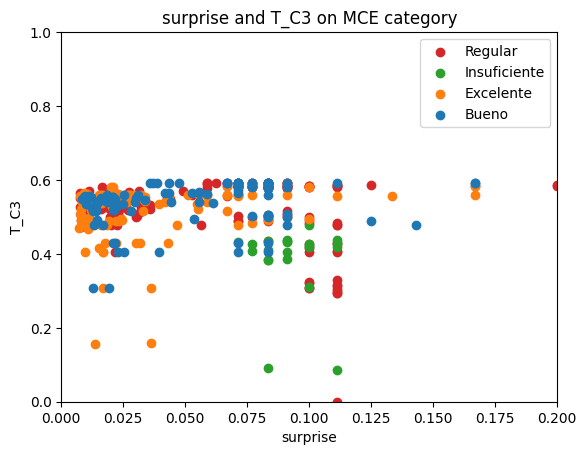 surprise and T_C3 on MCE category
Regular
Insuficiente
Excelente
Bueno
T_C3
1.0
0.8
0.6
0.4
0.2
0.0
0.000 0.025 0.050 0.075 0.100 0.125 0.150 0.175 0.200
surprise